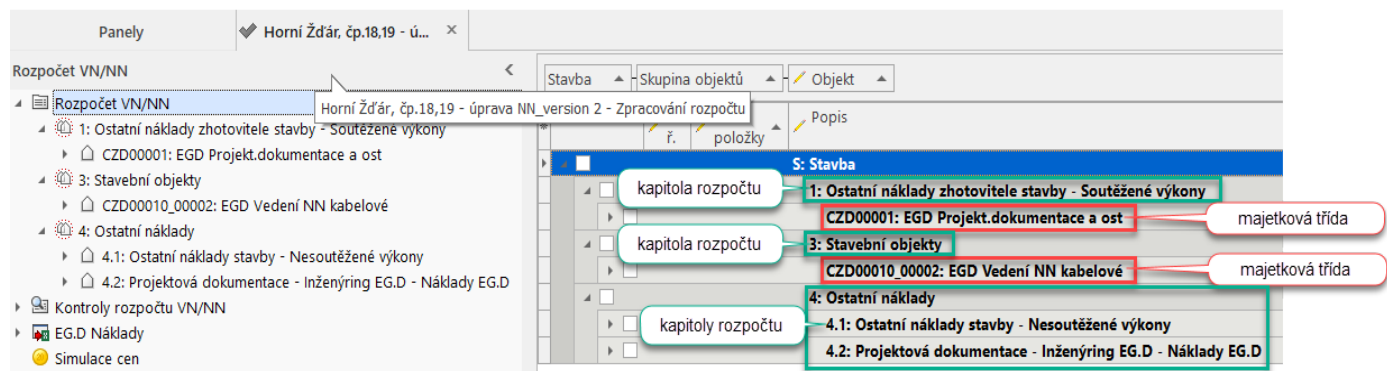 Panely
Horní Žďár, čp.18,19 - ú... ×
Rozpočet VN/NN
Rozpočet VN/NN
1: Ostatní náklady zhotovitele stavby - Soutěžené výkony
CZD00001: EGD Projekt.dokumentace a ost
3: Stavební objekty
CZD00010_00002: EGD Vedení NN kabelové
4: Ostatní náklady
4.1: Ostatní náklady stavby - Nesoutěžené výkony
4.2: Projektová dokumentace - Inženýring EG.D - Náklady EG.D
Kontroly rozpočtu VN/NN
EG.D Náklady
Simulace cen
Horní Žďár, čp.18,19 - úprava NN_version 2 - Zpracování rozpočtu
Stavba Skupina objektů Objekt
ř. položky Popis
S: Stavba
kapitola rozpočtu 1: Ostatní náklady zhotovitele stavby - Soutěžené výkony
CZD00001: EGD Projekt.dokumentace a ost majetková třída
kapitola rozpočtu 3: Stavební objekty
CZD00010_00002: EGD Vedení NN kabelové majetková třída
4: Ostatní náklady
kapitoly rozpočtu 4.1: Ostatní náklady stavby - Nesoutěžené výkony
4.2: Projektová dokumentace - Inženýring EG.D - Náklady EG.D